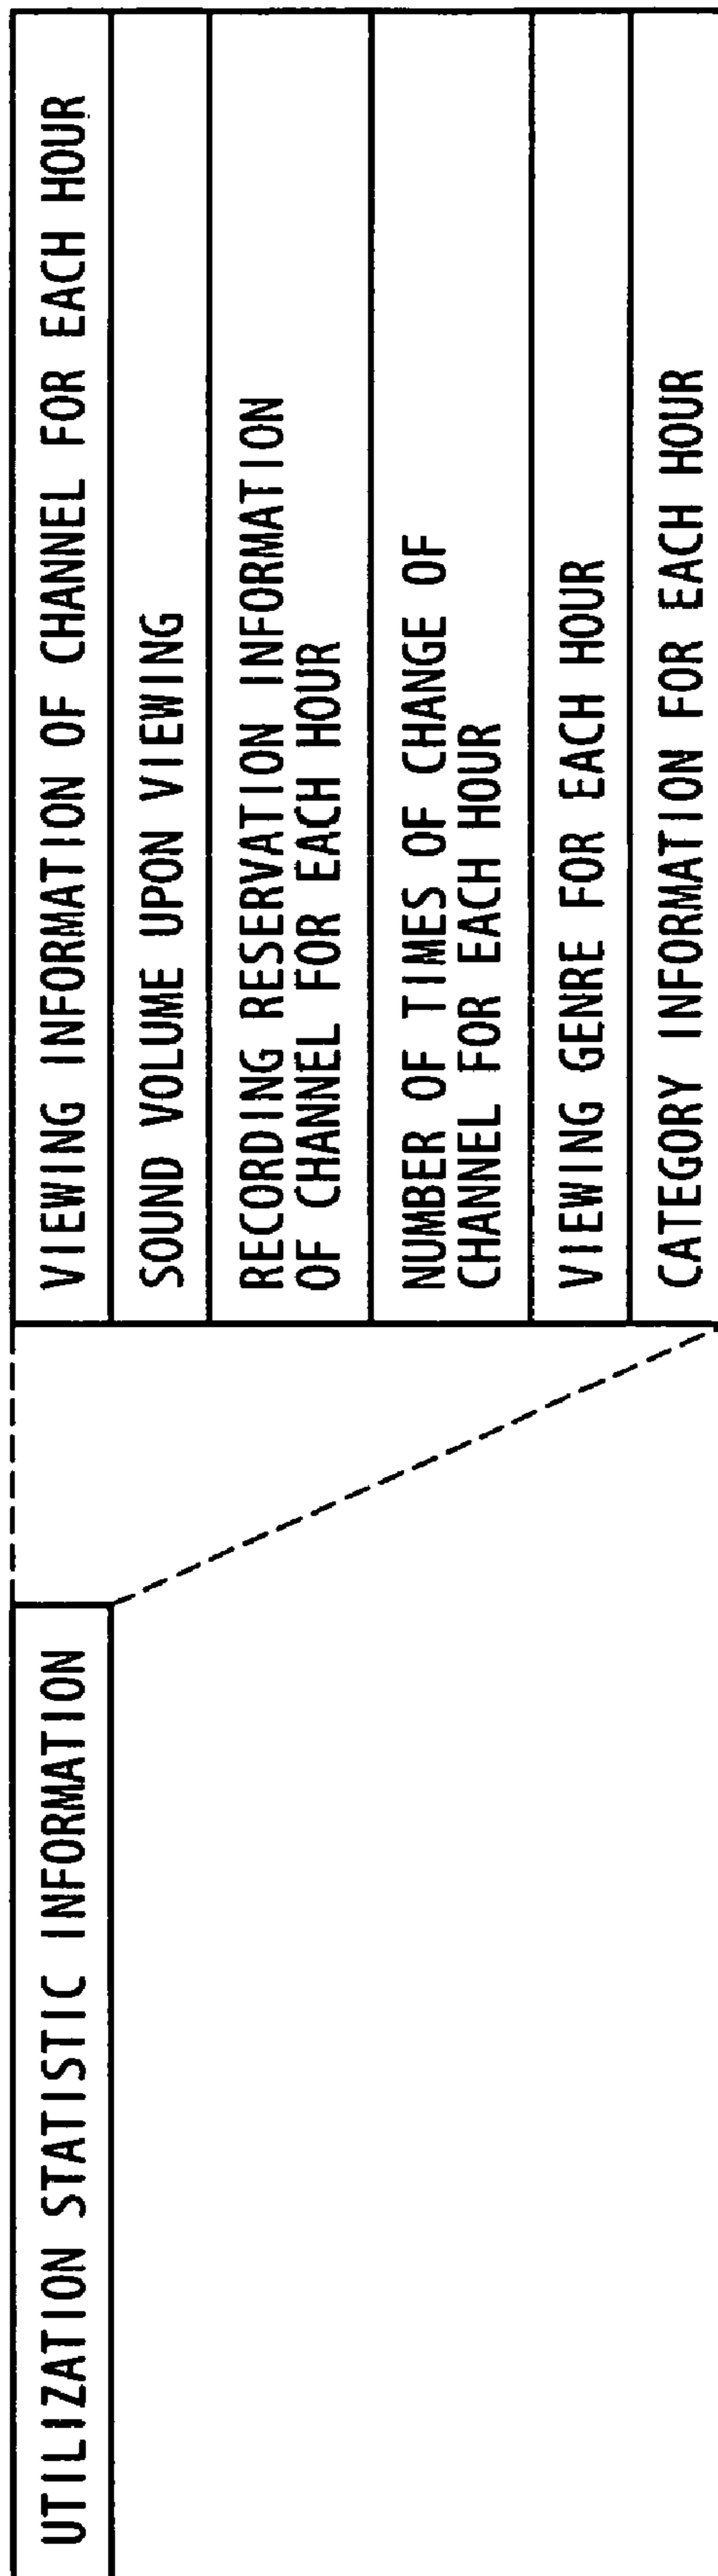 UTILIZATION STATISTIC INFORMATION
VIEWING INFORMATION OF CHANNEL FOR EACH HOUR
SOUND VOLUME UPON VIEWING
RECORDING RESERVATION INFORMATION
OF CHANNEL FOR EACH HOUR
NUMBER OF TIMES OF CHANGE OF
CHANNEL FOR EACH HOUR
VIEWING GENRE FOR EACH HOUR
CATEGORY INFORMATION FOR EACH HOUR